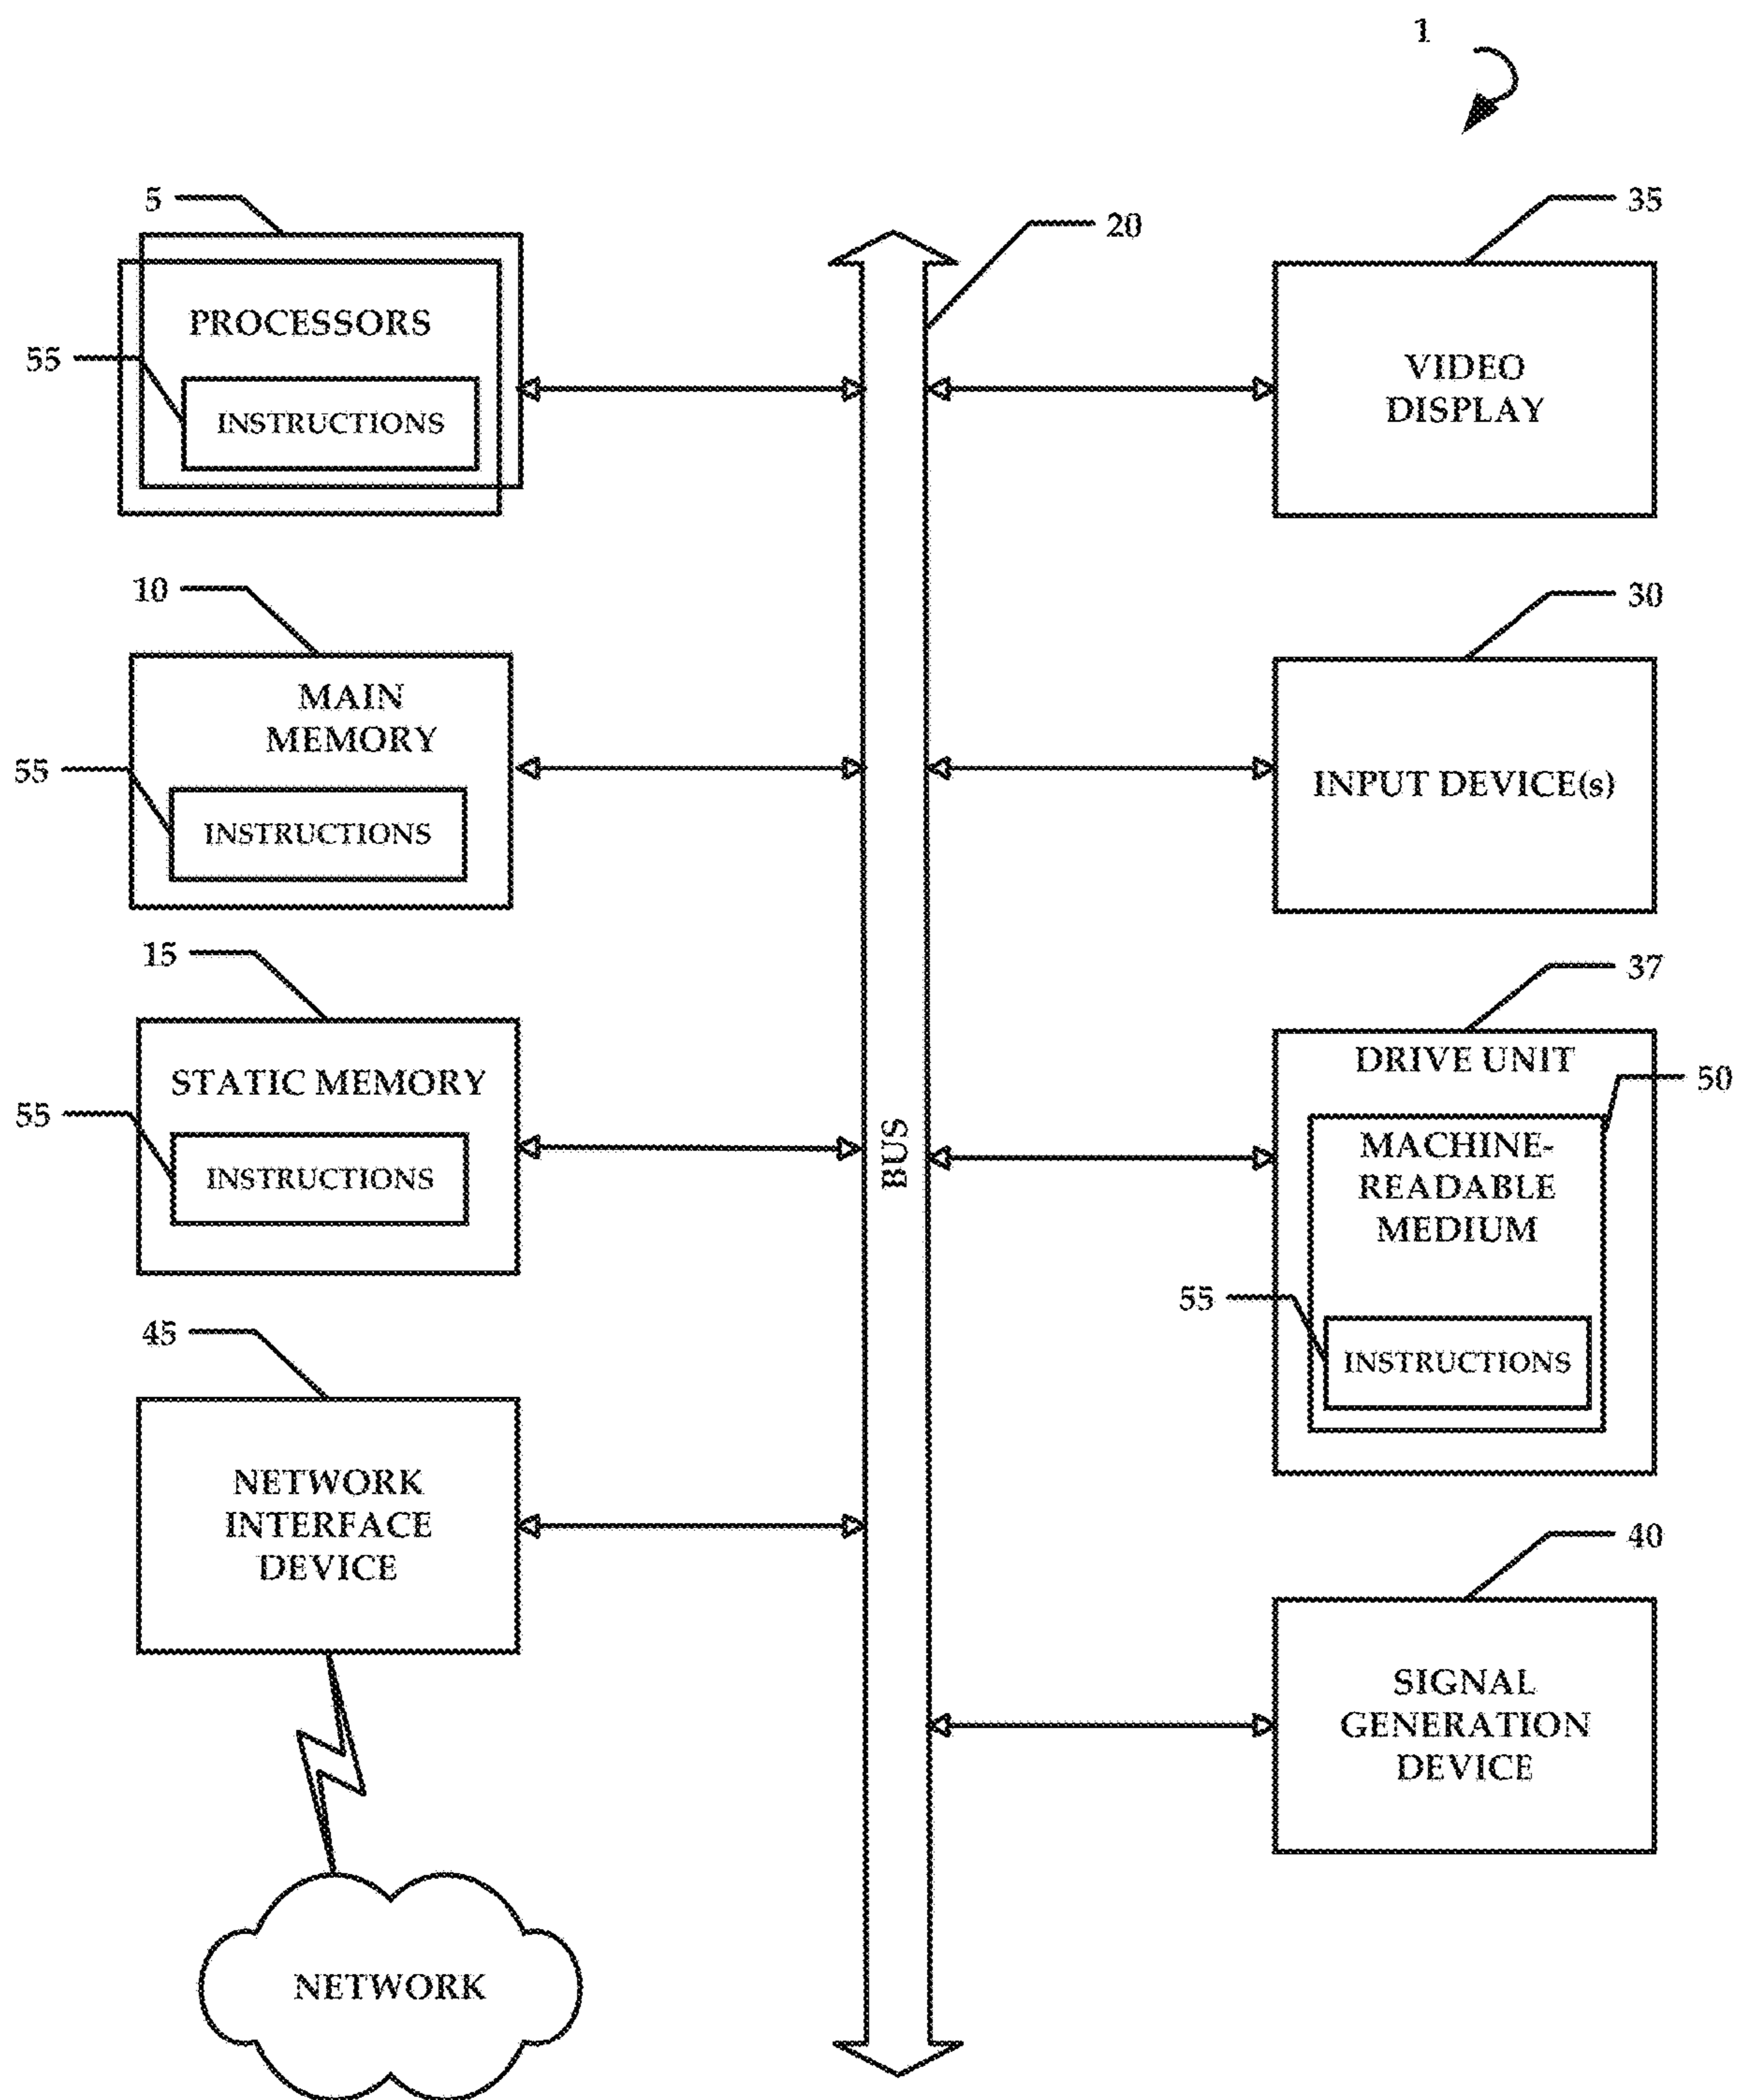 1
5
PROCESSORS
55
INSTRUCTIONS
10
MAIN
MEMORY
55
INSTRUCTIONS
15
STATIC MEMORY
55
INSTRUCTIONS
45
NETWORK
INTERFACE
DEVICE
NETWORK
20
BUS
35
VIDEO
DISPLAY
30
INPUT DEVICE(s)
37
DRIVE UNIT
50
MACHINE-
READABLE
MEDIUM
55
INSTRUCTIONS
40
SIGNAL
GENERATION
DEVICE